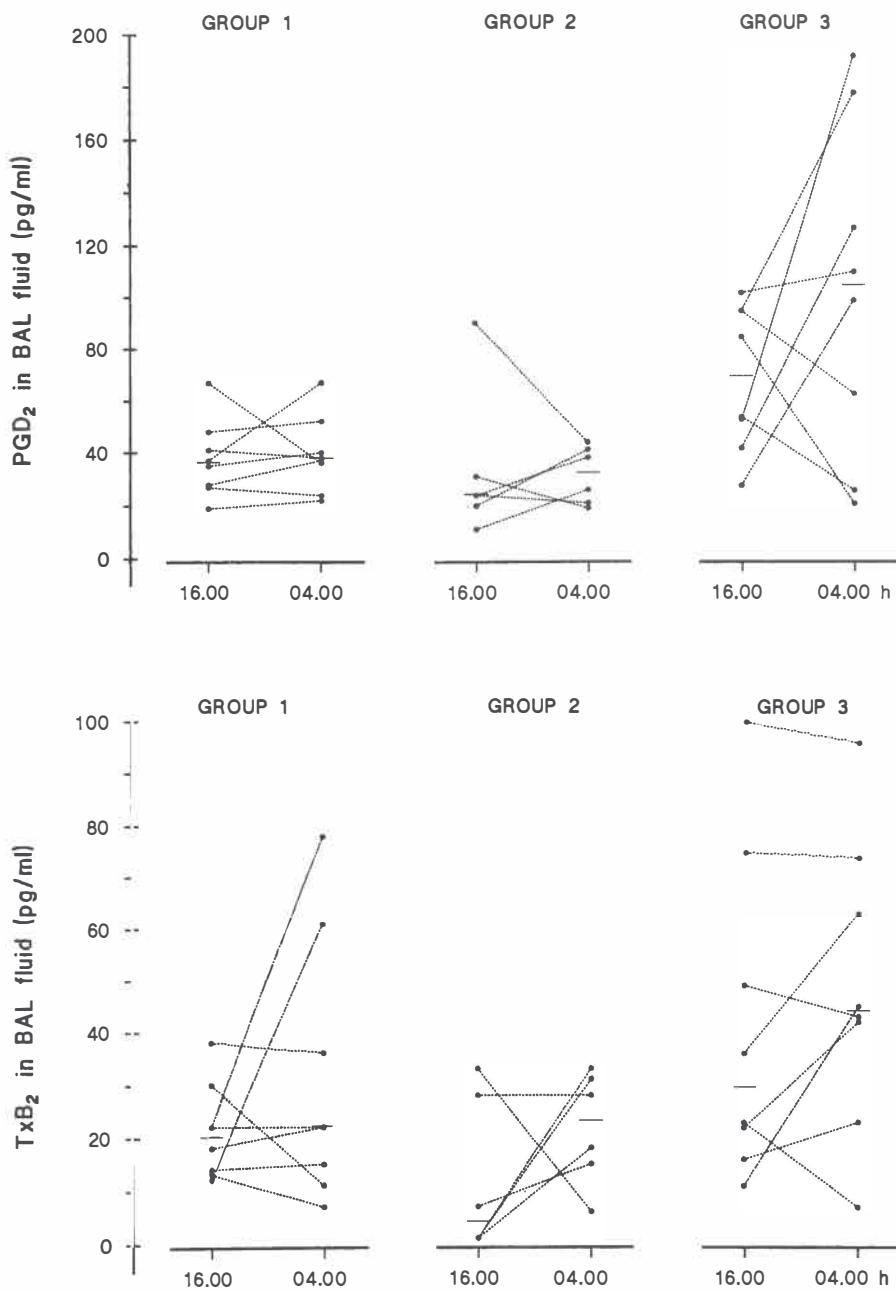 GROUP 1 GROUP 2 GROUP 3
200
160
120
80
40
0
PGD₂ in BAL fluid (pg/ml)
16.00 04.00 16.00 04.00 16.00 04.00 h
GROUP 1 GROUP 2 GROUP 3
100
80
60
40
20
0
TxB₂ in BAL fluid (pg/ml)
16.00 04.00 16.00 04.00 16.00 04.00 h